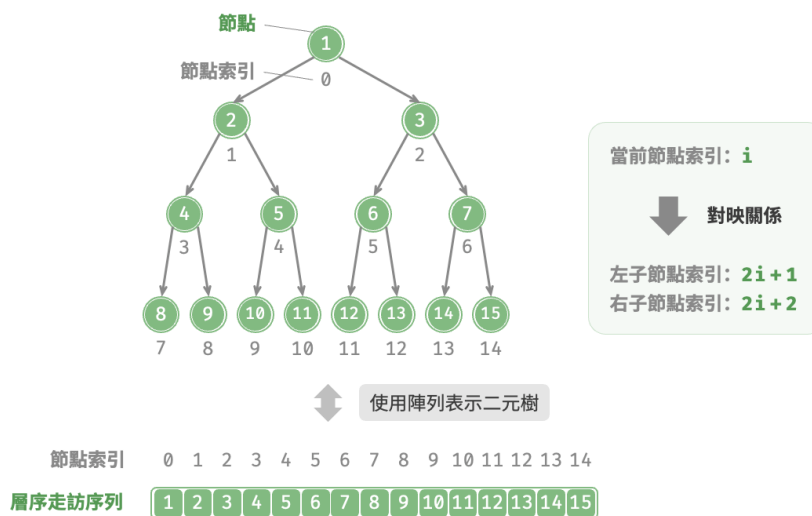 節點
1
節點索引
0
2 3
1 2
4 5 6 7
3 4 5 6
8 9 10 11 12 13 14 15
7 8 9 10 11 12 13 14
當前節點索引：i
對映關係
左子節點索引：2i+1
右子節點索引：2i+2
使用陣列表示二元樹
節點索引 0 1 2 3 4 5 6 7 8 9 10 11 12 13 14
層序走訪序列 1 2 3 4 5 6 7 8 9 10 11 12 13 14 15